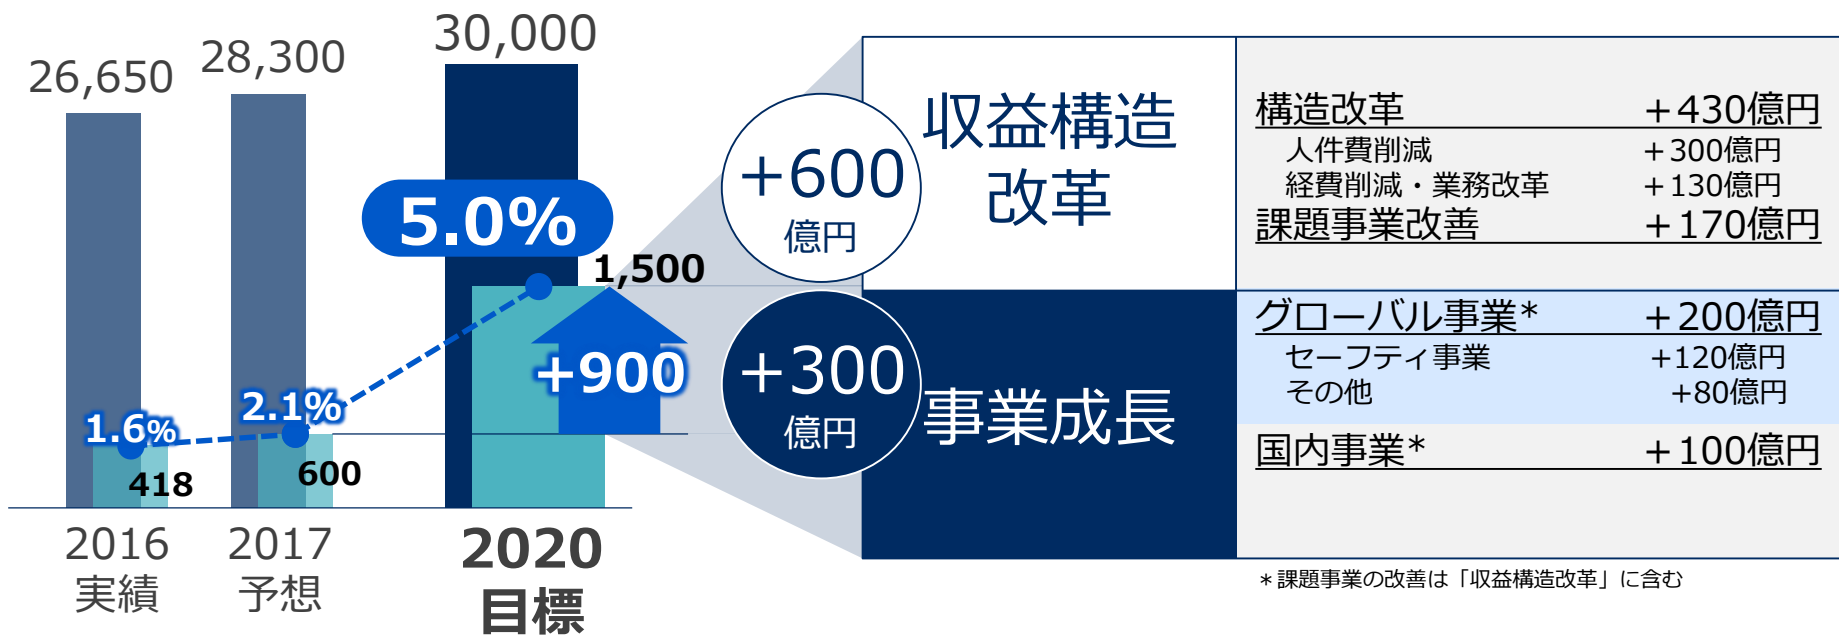 26,650
28,300
30,000
5.0%
1,500
+900
1.6%
2.1%
418
600
2016
実績
2017
予想
2020
目標
+600
億円
収益構造
改革
構造改革 +430億円
人件費削減 +300億円
経費削減・業務改革 +130億円
課題事業改善 +170億円
+300
億円
事業成長
グローバル事業* +200億円
セーフティ事業 +120億円
その他 +80億円
国内事業* +100億円
*課題事業の改善は「収益構造改革」に含む